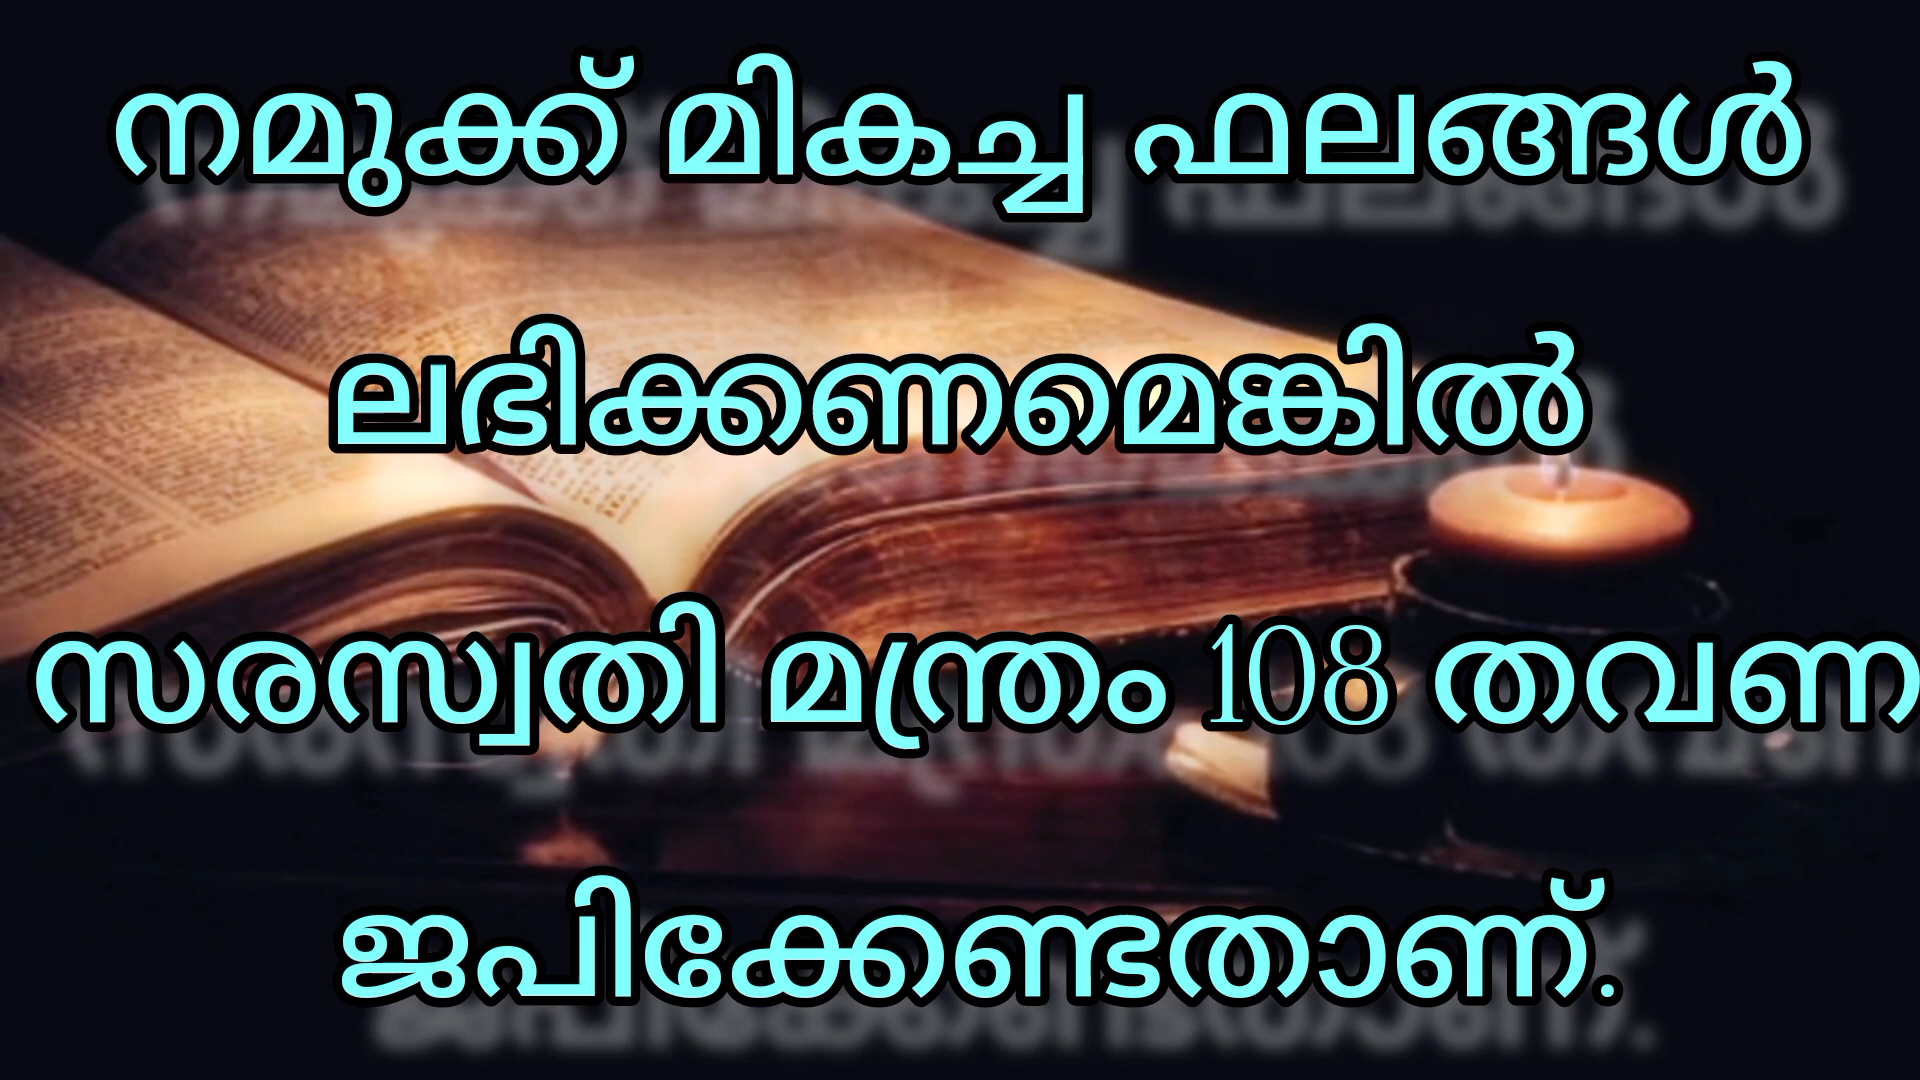 നമുക്ക് മികച്ച ഫലങ്ങൾ
ലഭിക്കണമെങ്കിൽ
സരസ്വതി മന്ത്രം 108 തവണ
ജപിക്കേണ്ടതാണ്.